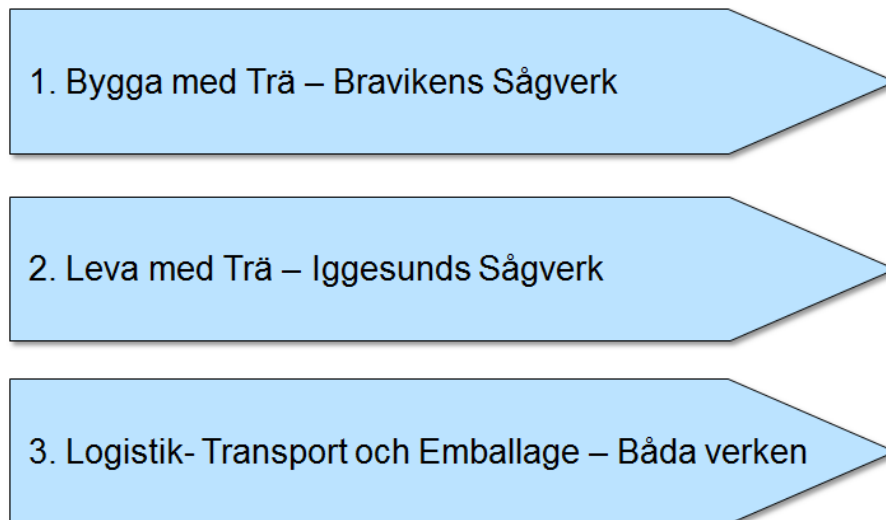 1. Bygga med Trä – Bravikens Sågverk
2. Leva med Trä – Iggesunds Sågverk
3. Logistik- Transport och Emballage – Båda verken